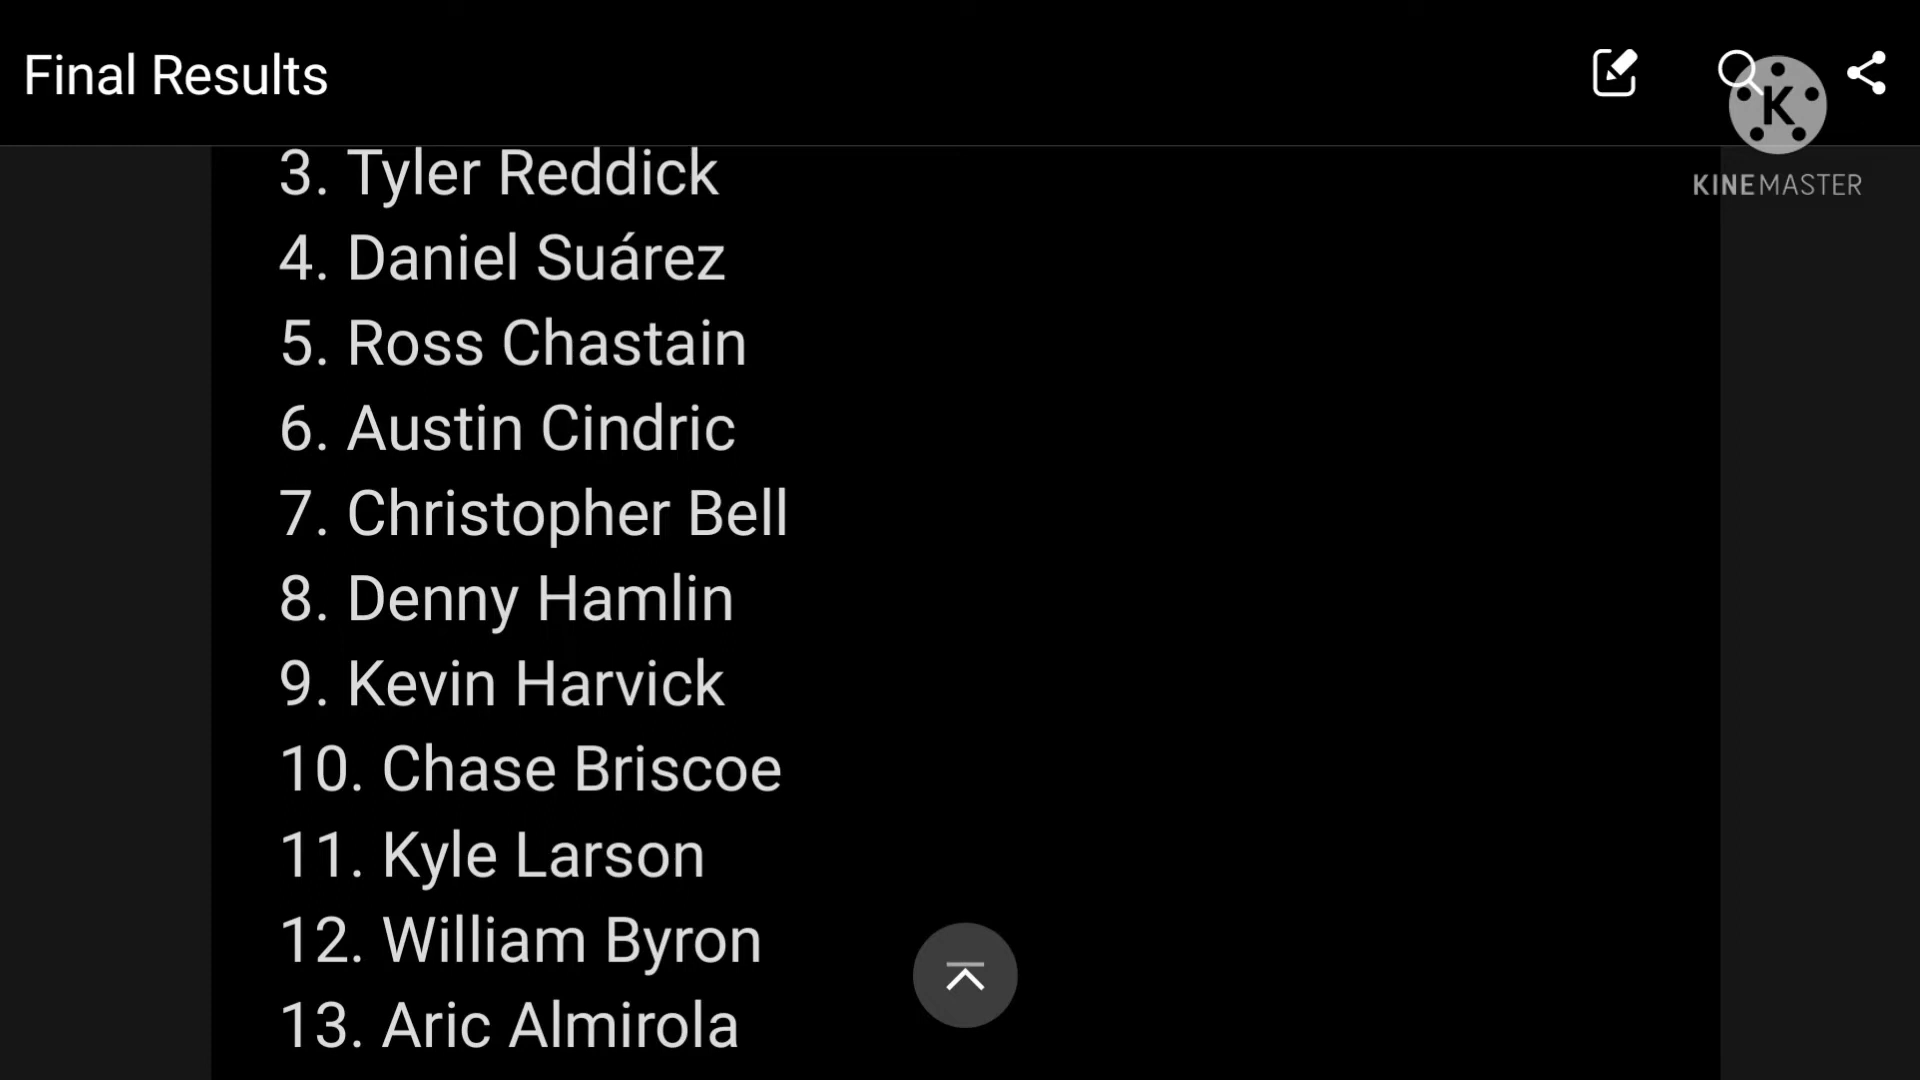 Final Results
K
KINEMASTER
3. Tyler Reddick
4. Daniel Suárez
5. Ross Chastain
6. Austin Cindric
7. Christopher Bell
8. Denny Hamlin
9. Kevin Harvick
10. Chase Briscoe
11. Kyle Larson
12. William Byron
13. Aric Almirola